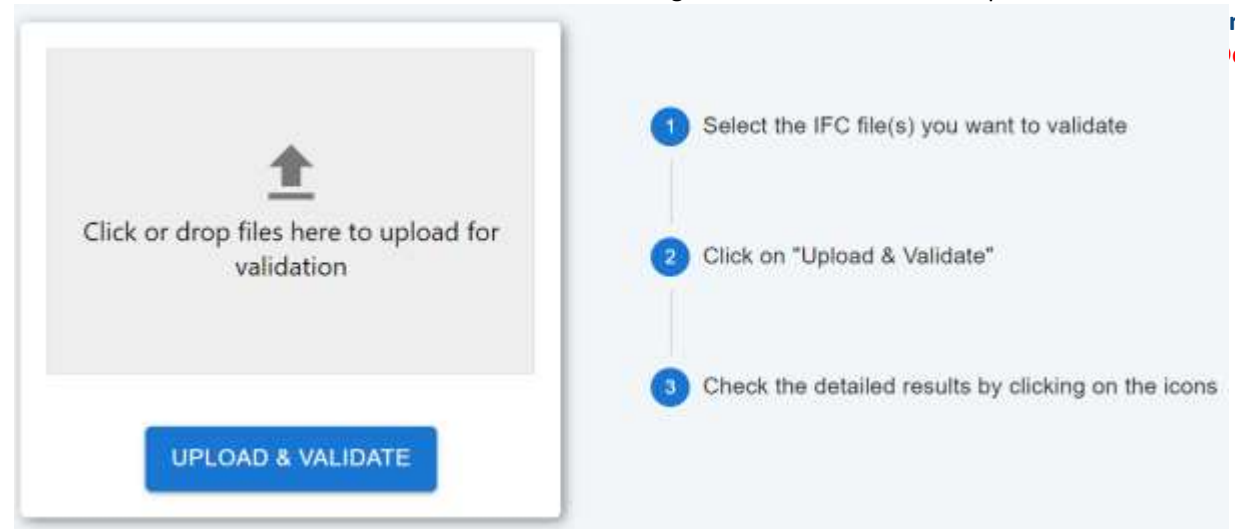 Click or drop files here to upload for
validation
UPLOAD & VALIDATE
1 Select the IFC file(s) you want to validate
2 Click on "Upload & Validate"
3 Check the detailed results by clicking on the icons